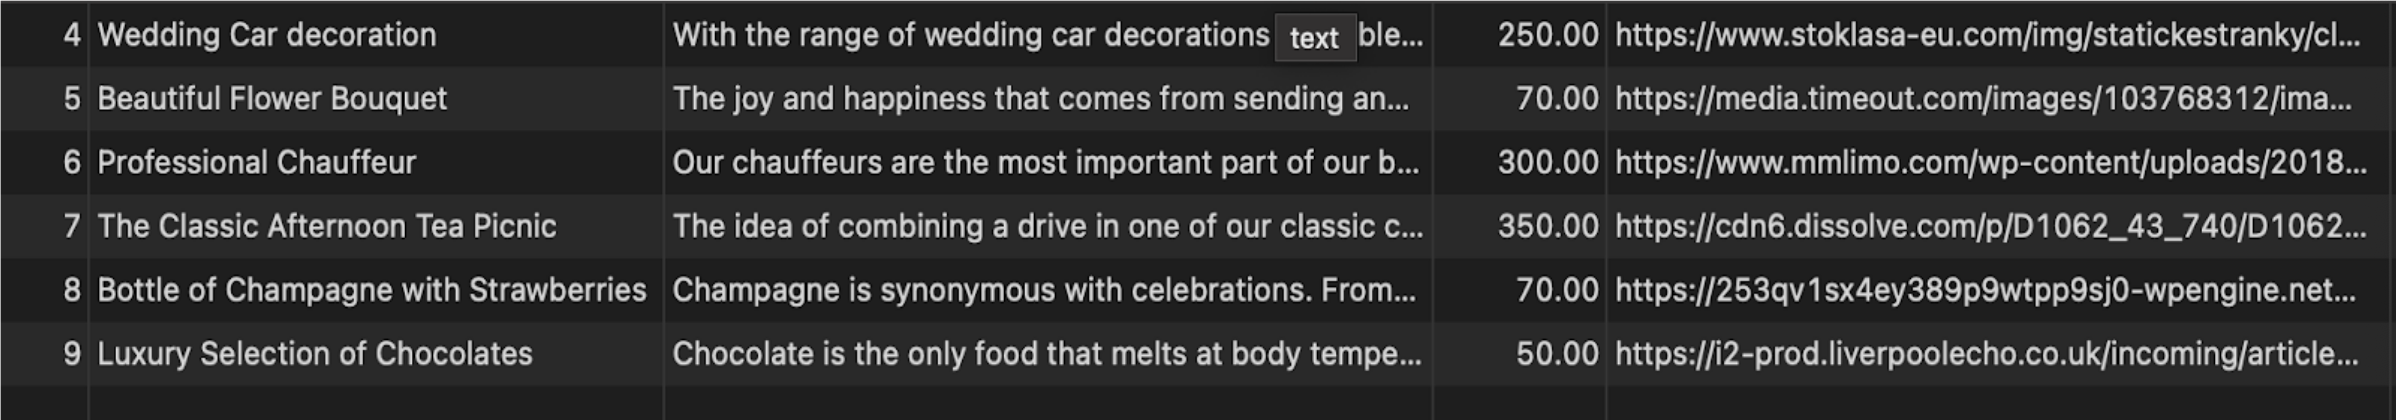 4 Wedding Car decoration With the range of wedding car decorations text ble... 250.00 https://www.stoklasa-eu.com/img/statickestranky/cl...
5 Beautiful Flower Bouquet The joy and happiness that comes from sending an... 70.00 https://media.timeout.com/images/103768312/ima...
6 Professional Chauffeur Our chauffeurs are the most important part of our b... 300.00 https://www.mmlimo.com/wp-content/uploads/2018...
7 The Classic Afternoon Tea Picnic The idea of combining a drive in one of our classic c... 350.00 https://cdn6.dissolve.com/p/D1062_43_740/D1062...
8 Bottle of Champagne with Strawberries Champagne is synonymous with celebrations. From... 70.00 https://253qv1sx4ey389p9wtpp9sj0-wpengine.net...
9 Luxury Selection of Chocolates Chocolate is the only food that melts at body tempe... 50.00 https://i2-prod.liverpoolecho.co.uk/incoming/article...